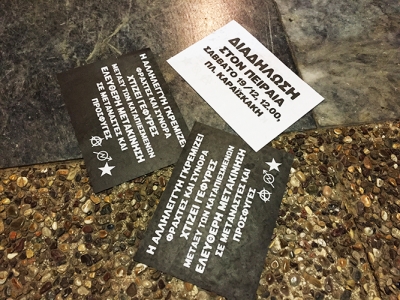 Η ΑΛΛΗΛΕΓΓΥΗ ΓΚΡΕΜΙΖΕΙ
ΦΡΑΧΤΕΣ ΚΑΙ ΣΥΝΟΡΑ
ΧΤΙΖΕΙ ΓΕΦΥΡΕΣ
ΜΕΤΑΞΥ ΤΩΝ ΚΑΤΑΠΙΕΣΜΕΝΩΝ
ΕΛΕΥΘΕΡΗ ΜΕΤΑΚΙΝΗΣΗ
ΣΕ ΜΕΤΑΝΑΣΤΕΣ ΚΑΙ
ΠΡΟΣΦΥΓΕΣ
ΔΙΑΔΗΛΩΣΗ
ΣΤΟΝ ΠΕΙΡΑΙΑ
ΣΑΒΒΑΤΟ 19/12, 12.00,
ΠΛ. ΚΑΡΑΪΣΚΑΚΗ
Η ΑΛΛΗΛΕΓΓΥΗ ΓΚΡΕΜΙΖΕΙ
ΦΡΑΧΤΕΣ ΚΑΙ ΣΥΝΟΡΑ
ΧΤΙΖΕΙ ΓΕΦΥΡΕΣ
ΜΕΤΑΞΥ ΤΩΝ ΚΑΤΑΠΙΕΣΜΕΝΩΝ
ΕΛΕΥΘΕΡΗ ΜΕΤΑΚΙΝΗΣΗ
ΣΕ ΜΕΤΑΝΑΣΤΕΣ ΚΑΙ
ΠΡΟΣΦΥΓΕΣ